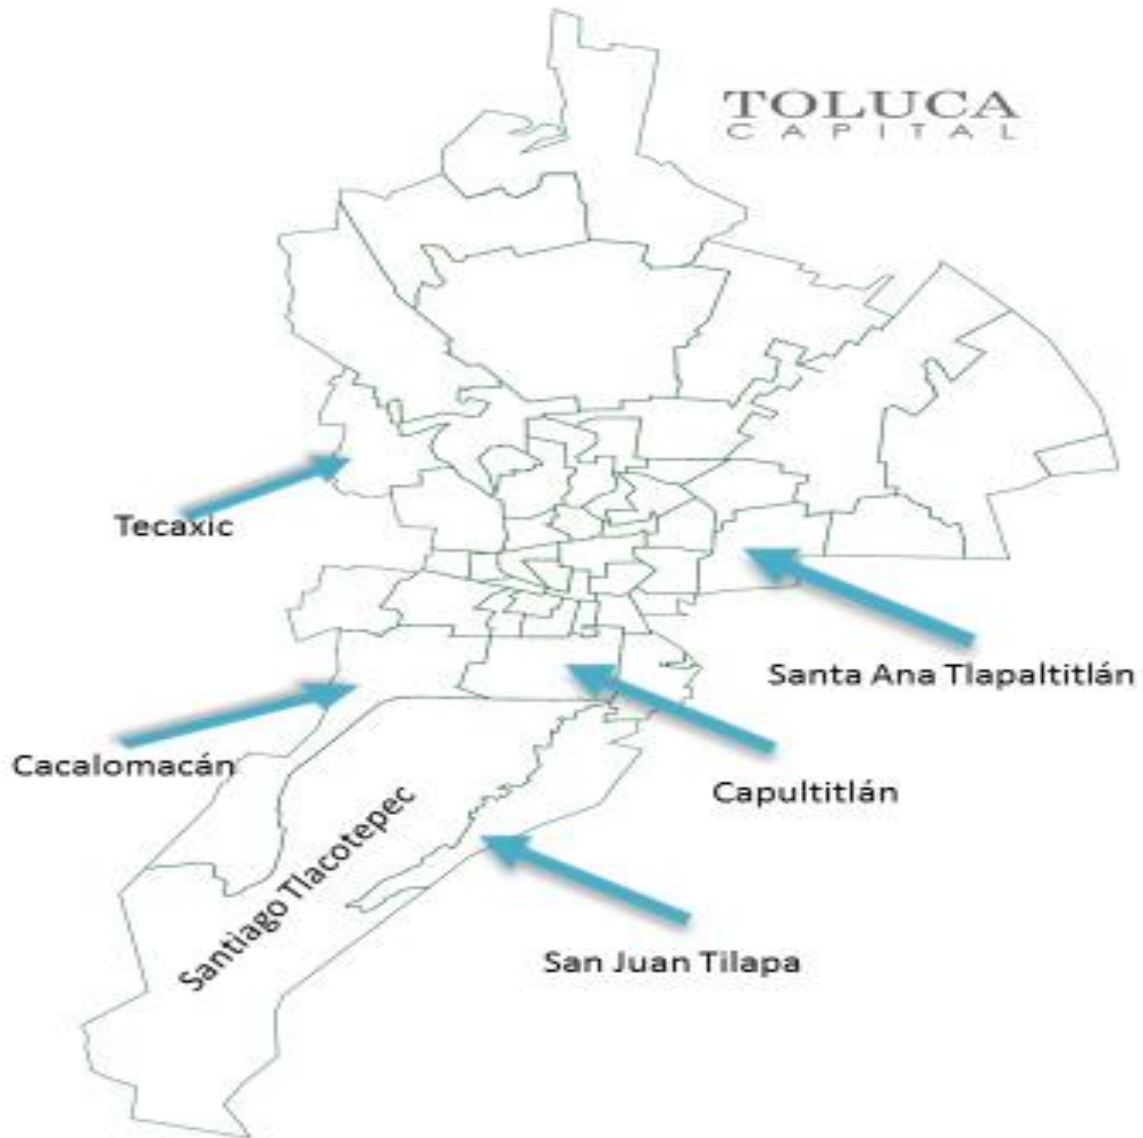 TOLUCA
CAPITAL
Tecaxic
Santa Ana Tlapaltitlán
Cacalomacán
Capultitlán
Santiago Tlacotepec
San Juan Tilapa